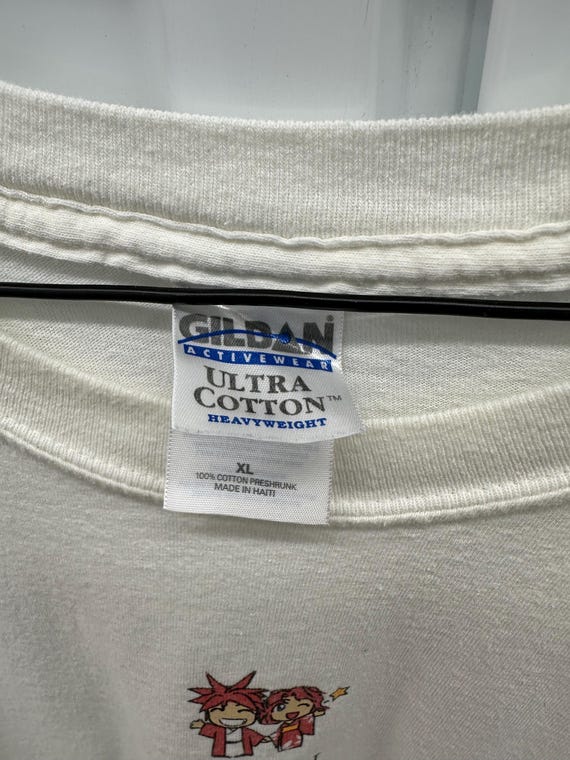 GILDAN
ACTIVEWEAR
ULTRA
COTTON™
HEAVYWEIGHT
XL
100% COTTON PRESHRUNK
MADE IN HAITI